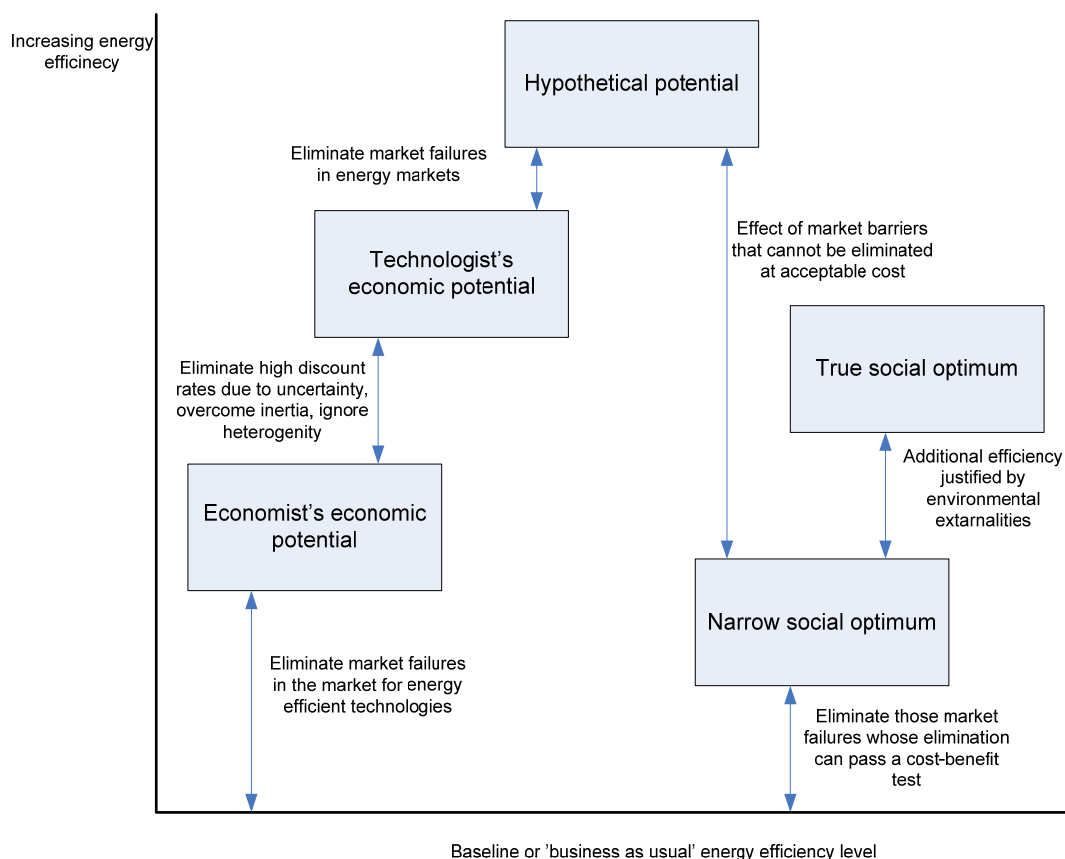 Increasing energy
efficinecy
Hypothetical potential
Eliminate market failures
in energy markets
Technologist's
economic potential
Effect of market barriers
that cannot be eliminated
at acceptable cost
True social optimum
Eliminate high discount
rates due to uncertainty,
overcome inertia, ignore
heterogenity
Additional efficiency
justified by
environmental
extarnalities
Economist's economic
potential
Narrow social optimum
Eliminate market failures
in the market for energy
efficient technologies
Eliminate those market
failures whose elimination
can pass a cost-benefit
test
Baseline or 'business as usual' energy efficiency level